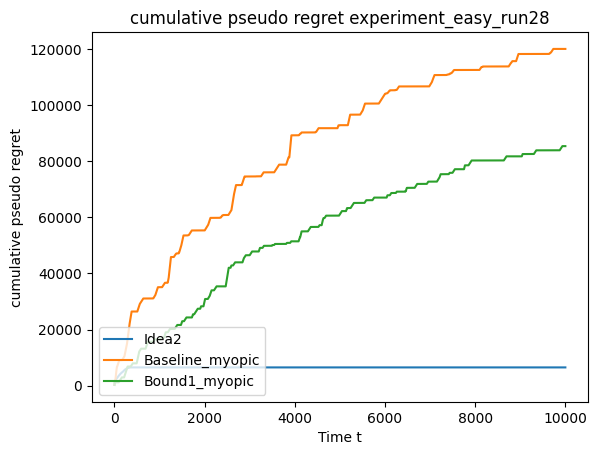 cumulative pseudo regret experiment_easy_run28
cumulative pseudo regret
120000
100000
80000
60000
40000
20000
0
Idea2
Baseline_myopic
Bound1_myopic
0 2000 4000 6000 8000 10000
Time t